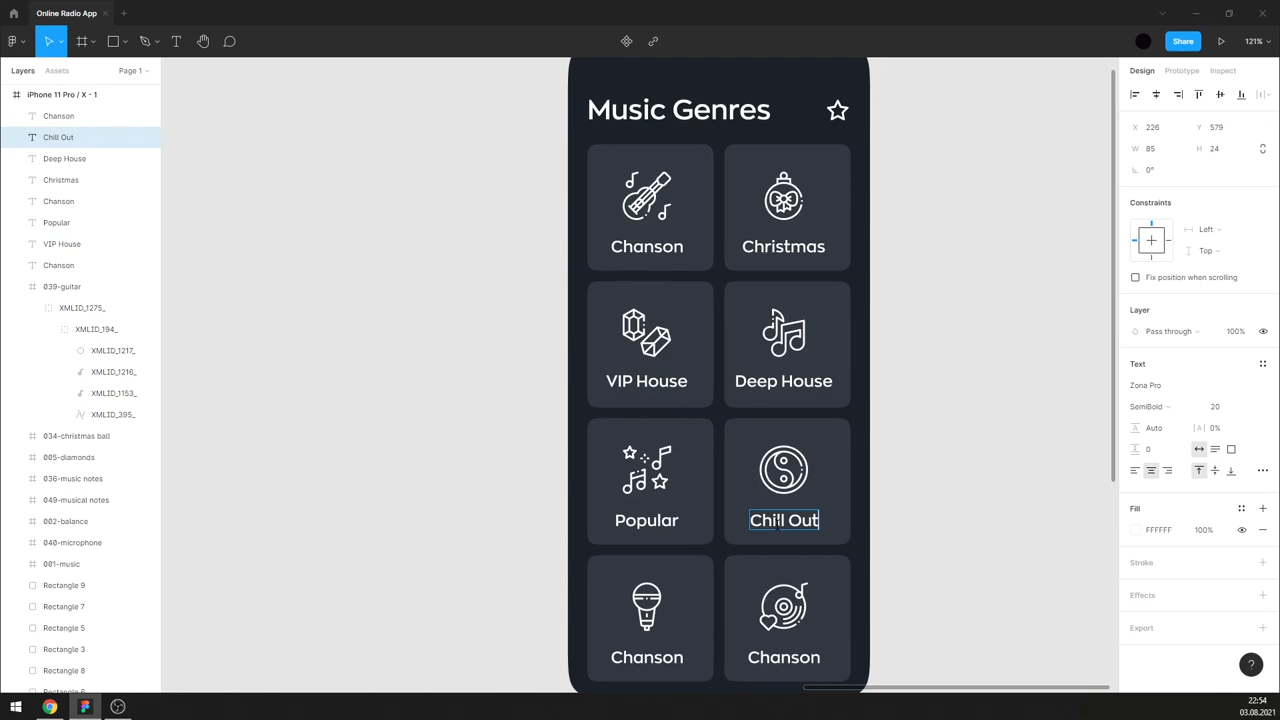 Online Radio App
Share
121%
Layers
Assets
Page 1
iPhone 11 Pro / X - 1
Chanson
Chill Out
Deep House
Christmas
Chanson
Popular
VIP House
Chanson
039-guitar
XMLID_1275_
XMLID_194_
XMLID_1217_
XMLID_1216_
XMLID_1153_
XMLID_395_
034-christmas ball
005-diamonds
036-music notes
049-musical notes
002-balance
040-microphone
001-music
Rectangle 9
Rectangle 7
Rectangle 5
Rectangle 3
Rectangle 8
Rectangle 6
Music Genres
Chanson
Christmas
VIP House
Deep House
Popular
Chill Out
Chanson
Chanson
Design
Prototype
Inspect
X 226
Y 579
W 85
H 24
0°
Constraints
Left
Top
Fix position when scrolling
Layer
Pass through
100%
Text
Zona Pro
SemiBold
20
Auto
0%
0
Fill
FFFFFF
100%
Stroke
Effects
Export
?
22:54
03.08.2021